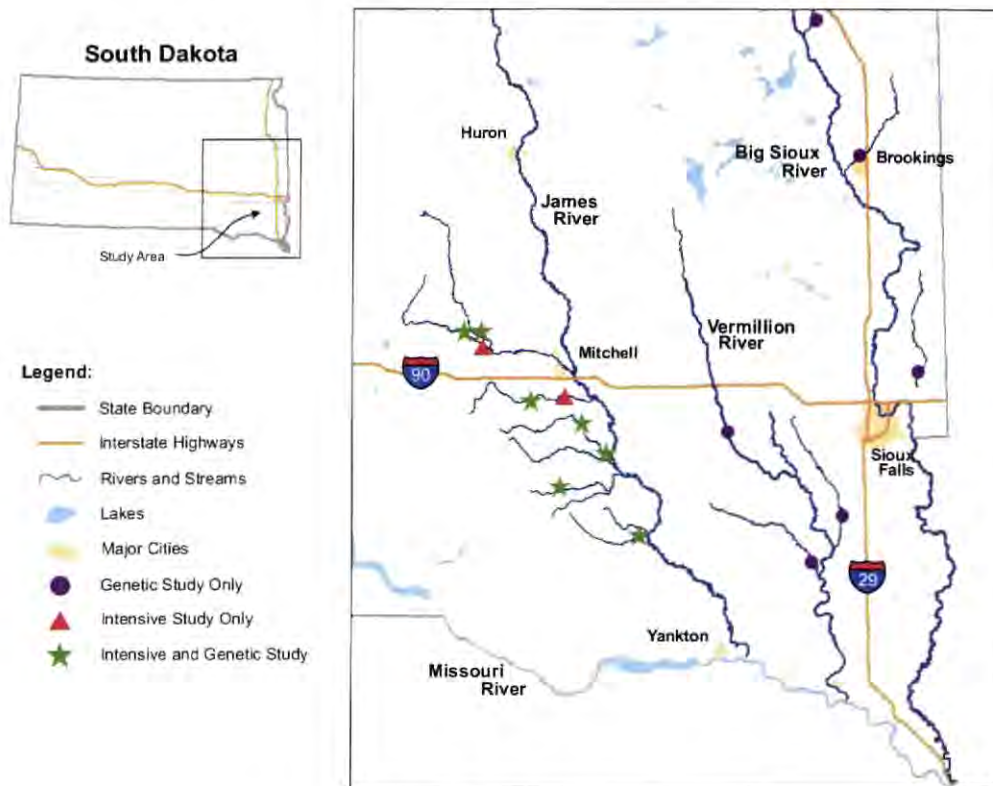 South Dakota
Study Area
Legend:
State Boundary
Interstate Highways
Rivers and Streams
Lakes
Major Cities
Genetic Study Only
Intensive Study Only
Intensive and Genetic Study
Huron
James
River
Big Sioux
River
Brookings
Vermillion
River
Mitchell
90
Sioux
Falls
29
Yankton
Missouri
River